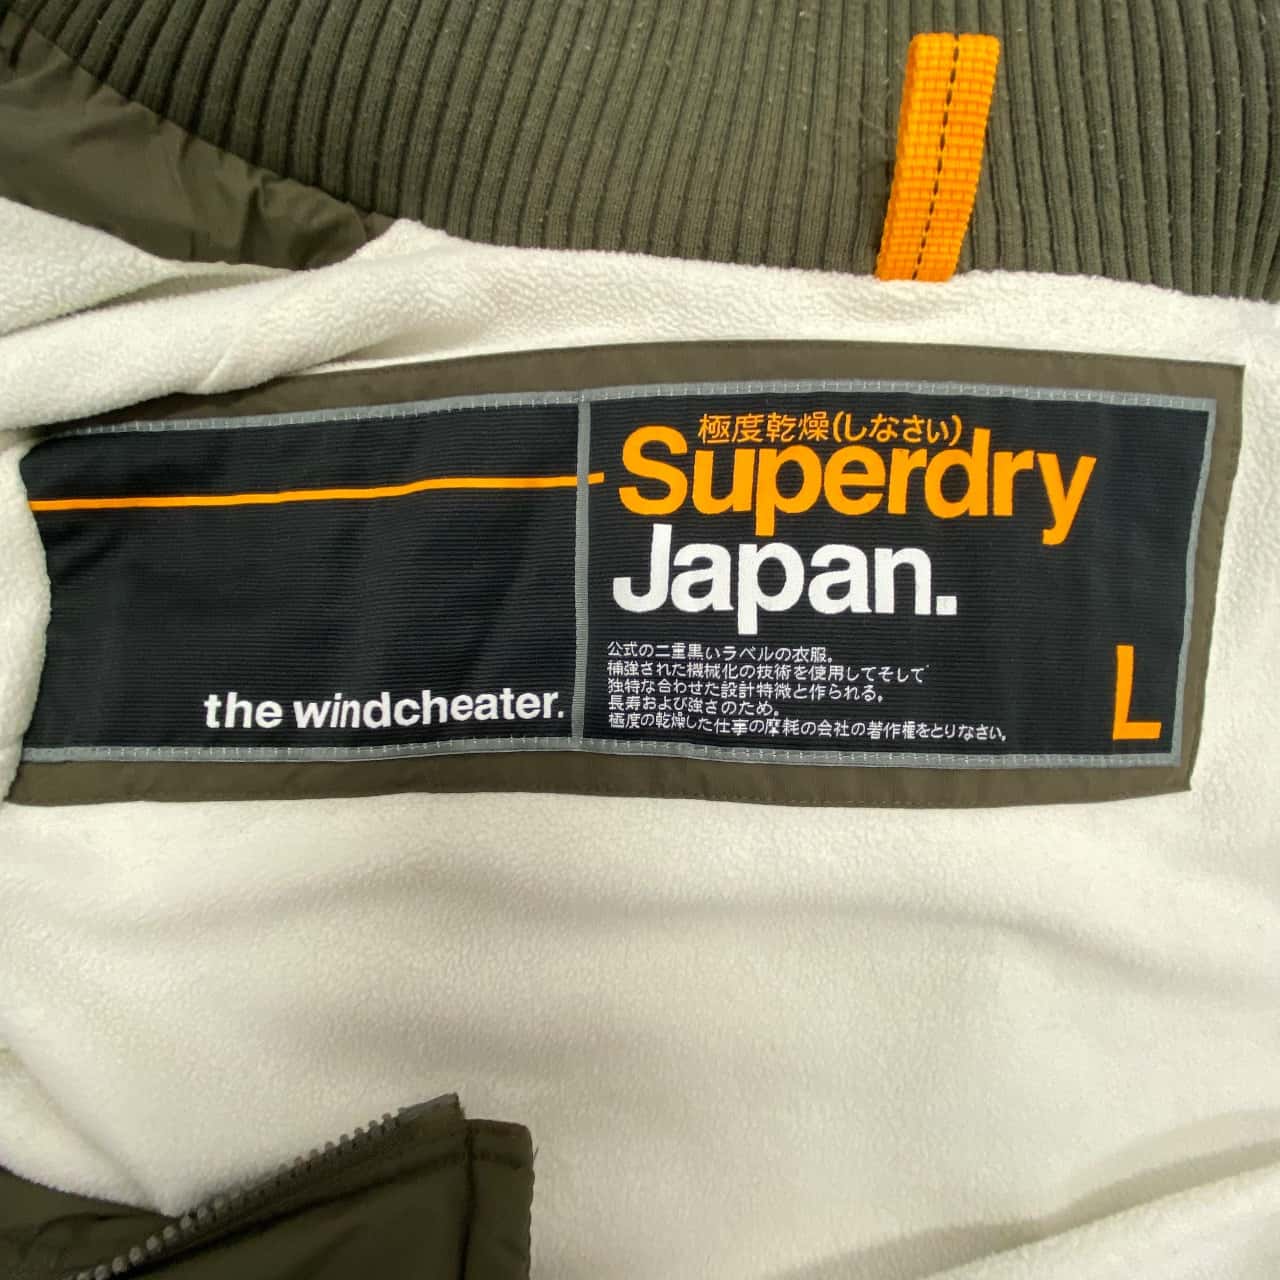 極度乾燥(しなさい)
Superdry
Japan.
the windcheater.
公式の二重黒いラベルの衣服。
補強された機械化の技術を使用してそして
独特な合わせた設計特徴と作られる。
長寿および強さのため。
極度の乾燥した仕事の摩耗の会社の著作権をとりなさい。
L